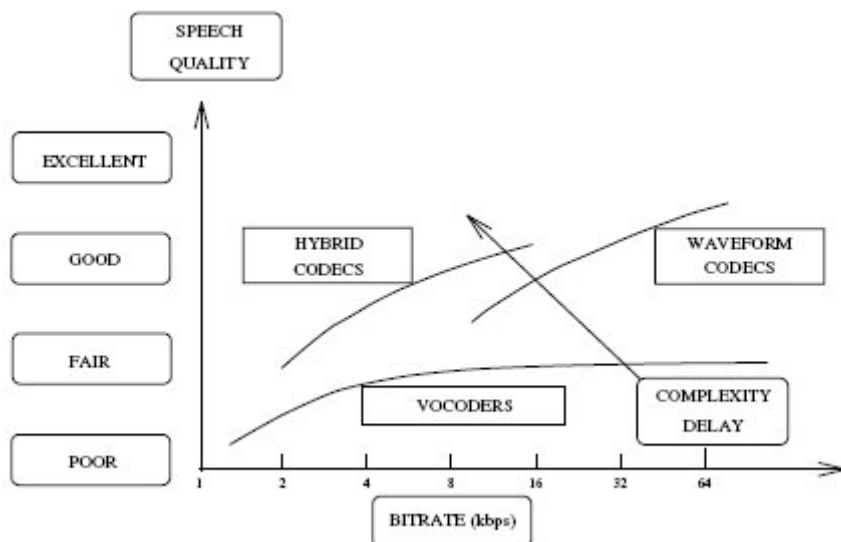 SPEECH
QUALITY
EXCELLENT
GOOD
FAIR
POOR
HYBRID
CODECS
WAVEFORM
CODECS
VOCODERS
COMPLEXITY
DELAY
1 2 4 8 16 32 64
BITRATE (kbps)